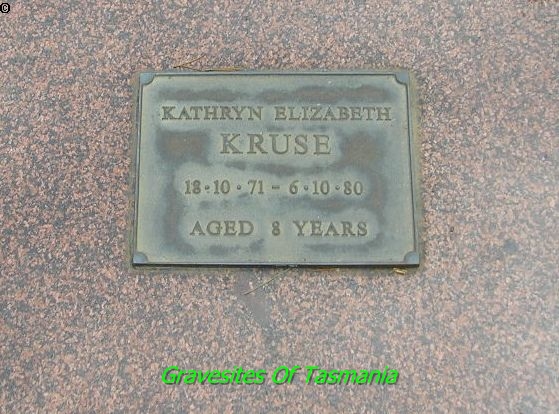 ©
KATHRYN ELIZABETH
KRUSE
18·10·71 - 6·10·80
AGED 8 YEARS
Gravesites Of Tasmania